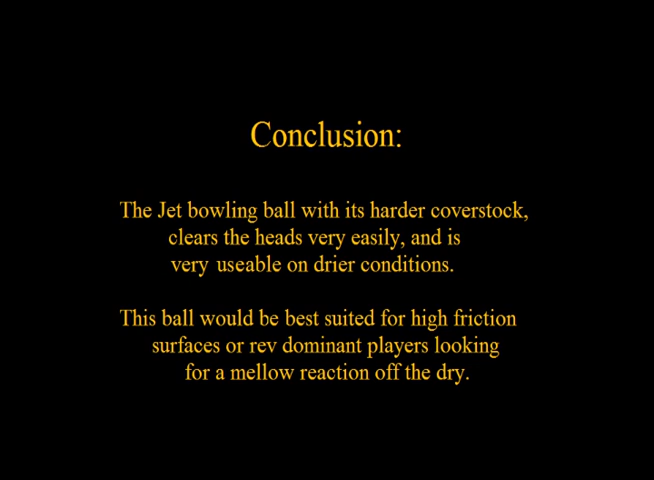 Conclusion:
The Jet bowling ball with its harder coverstock,
clears the heads very easily, and is
very useable on drier conditions.
This ball would be best suited for high friction
surfaces or rev dominant players looking
for a mellow reaction off the dry.